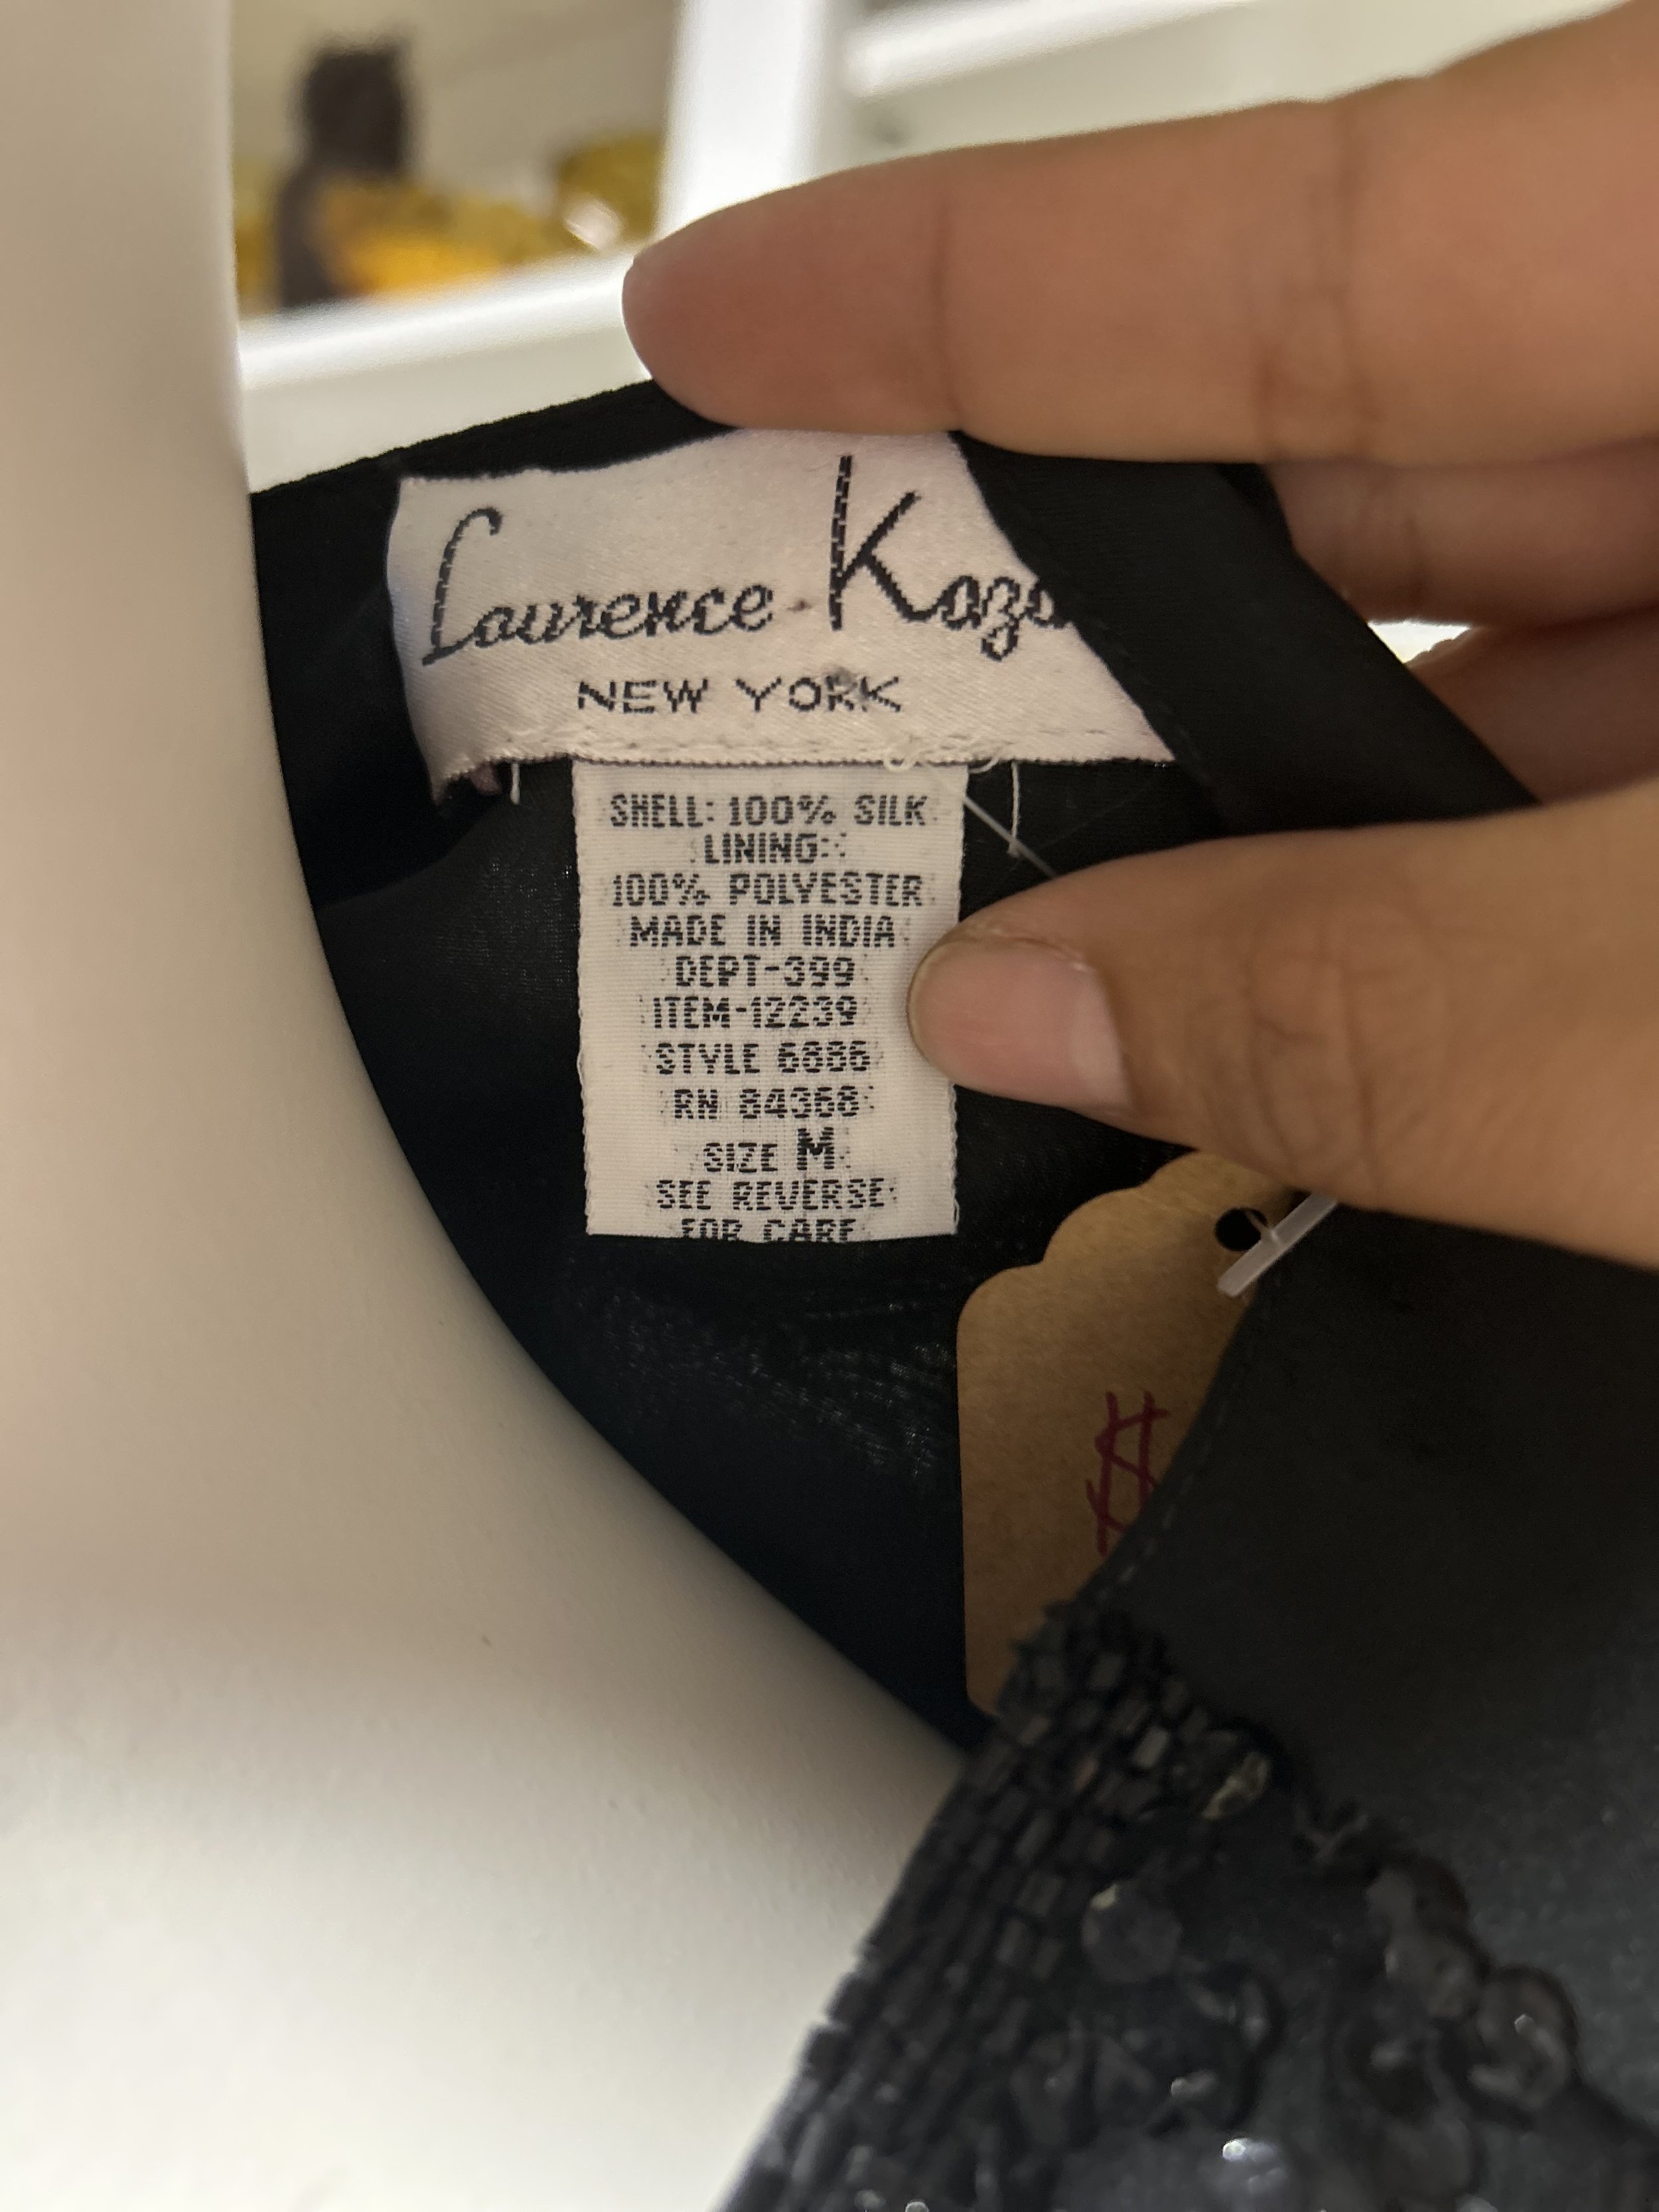 Laurence Kaza
NEW YORK
SHELL: 100% SILK
LINING:
100% POLYESTER
MADE IN INDIA
DEPT-399
ITEM-12239
STYLE 6886
RN 84368
SIZE M
SEE REVERSE
FOR CARE
$